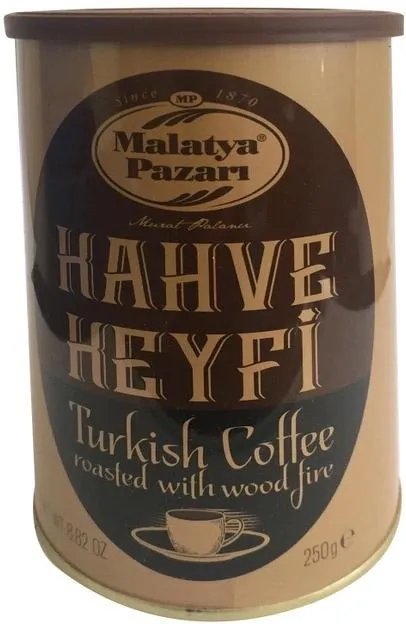 Since MP 1870
Malatya®
Pazarı
Murat Palancı
KAHVE
KEYFİ
Turkish Coffee
roasted with wood fire
WT 8.82 OZ
250g e